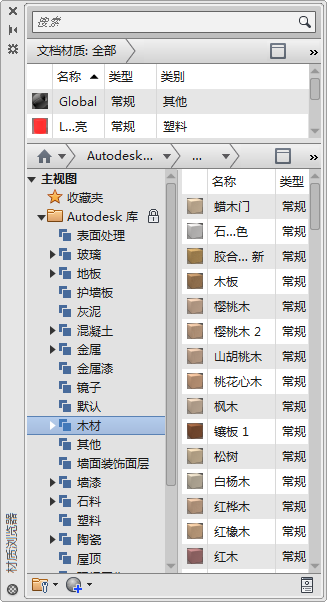 搜索
文档材质: 全部
»
名称 类型 类别
Global 常规 其他
L...亮 常规 塑料
Autodesk... ... »
主视图
收藏夹
Autodesk 库
表面处理
玻璃
地板
护墙板
灰泥
混凝土
金属
金属漆
镜子
默认
木材
其他
墙面装饰面层
墙漆
石料
塑料
陶瓷
屋顶
名称 类型
蜡木门 常规
石...色 常规
胶合... 新 常规
木板 常规
樱桃木 常规
樱桃木 2 常规
山胡桃木 常规
桃花心木 常规
枫木 常规
镶板 1 常规
松树 常规
白杨木 常规
红桦木 常规
红橡木 常规
红木 常规
材质浏览器